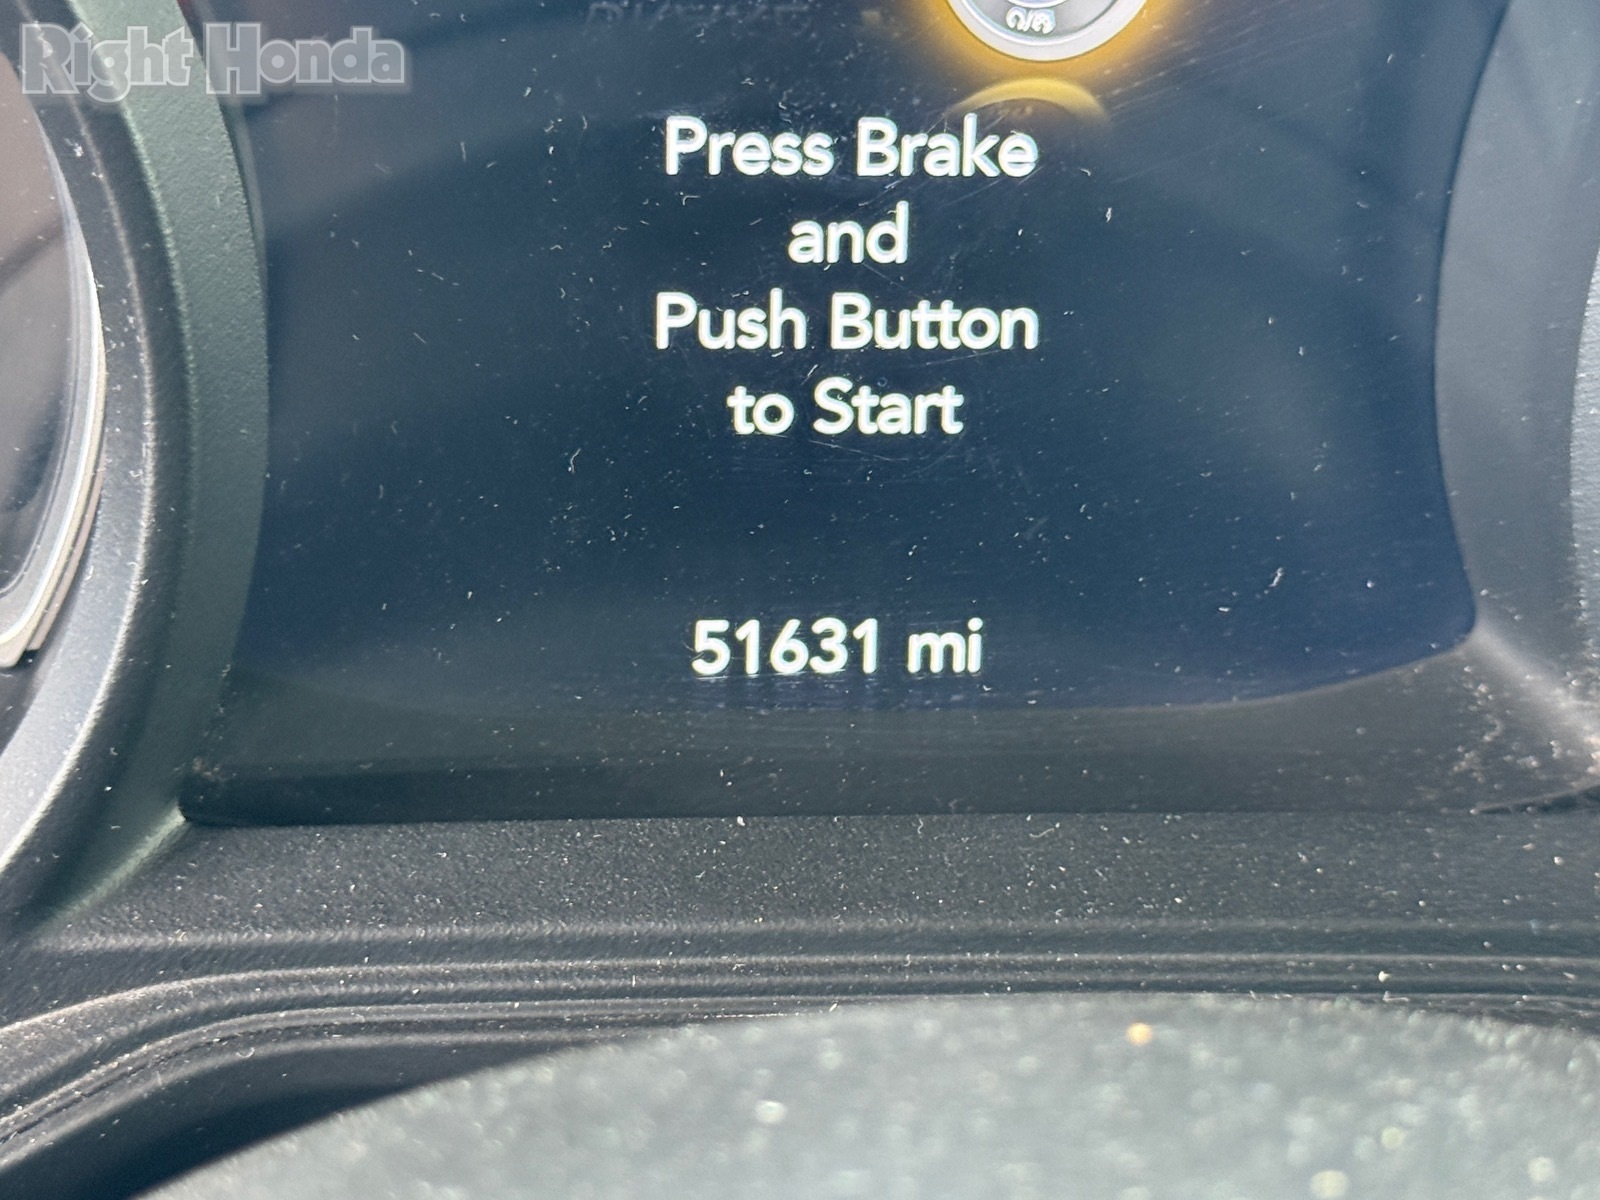 Right Honda
Press Brake
and
Push Button
to Start
51631 mi